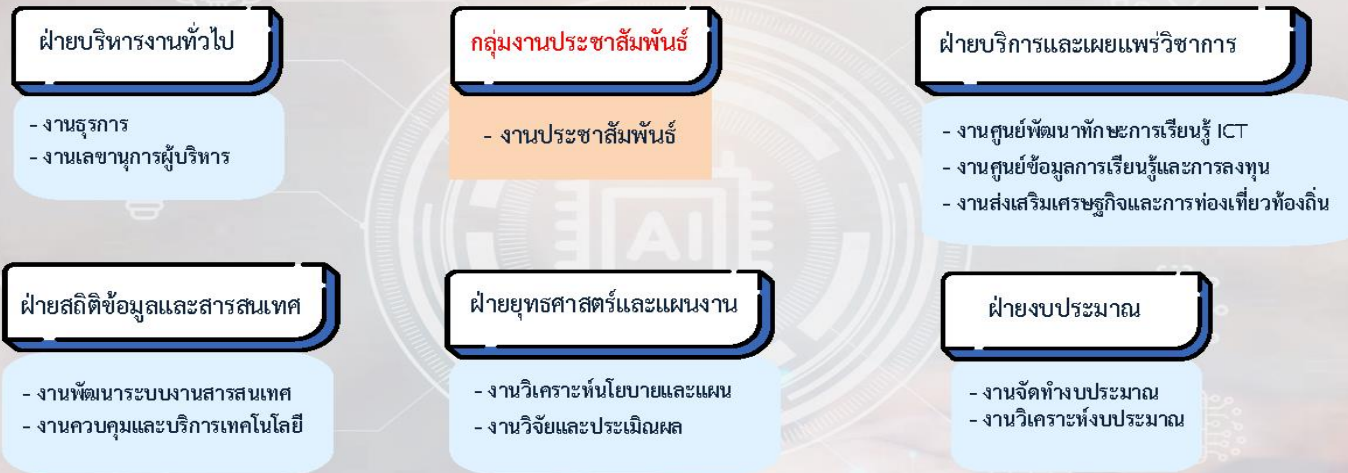 ฝ่ายบริหารงานทั่วไป
- งานธุรการ
- งานเลขานุการผู้บริหาร
กลุ่มงานประชาสัมพันธ์
- งานประชาสัมพันธ์
ฝ่ายบริการและเผยแพร่วิชาการ
- งานศูนย์พัฒนาทักษะการเรียนรู้ ICT
- งานศูนย์ข้อมูลการเรียนรู้และการลงทุน
- งานส่งเสริมเศรษฐกิจและการท่องเที่ยวท้องถิ่น
AI
ฝ่ายสถิติข้อมูลและสารสนเทศ
- งานพัฒนาระบบงานสารสนเทศ
- งานควบคุมและบริการเทคโนโลยี
ฝ่ายยุทธศาสตร์และแผนงาน
- งานวิเคราะห์นโยบายและแผน
- งานวิจัยและประเมิณผล
ฝ่ายงบประมาณ
- งานจัดทำงบประมาณ
- งานวิเคราะห์งบประมาณ